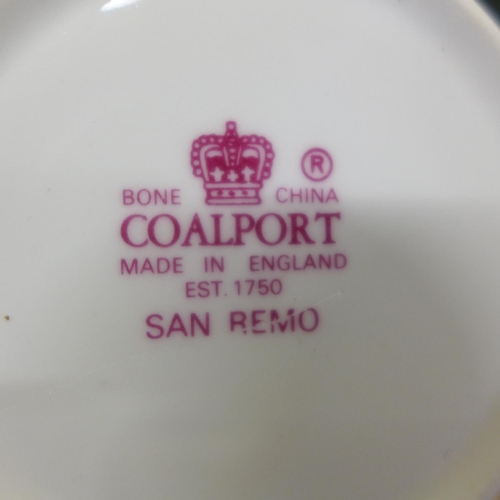 ®
BONE CHINA
COALPORT
MADE IN ENGLAND
EST. 1750
SAN REMO